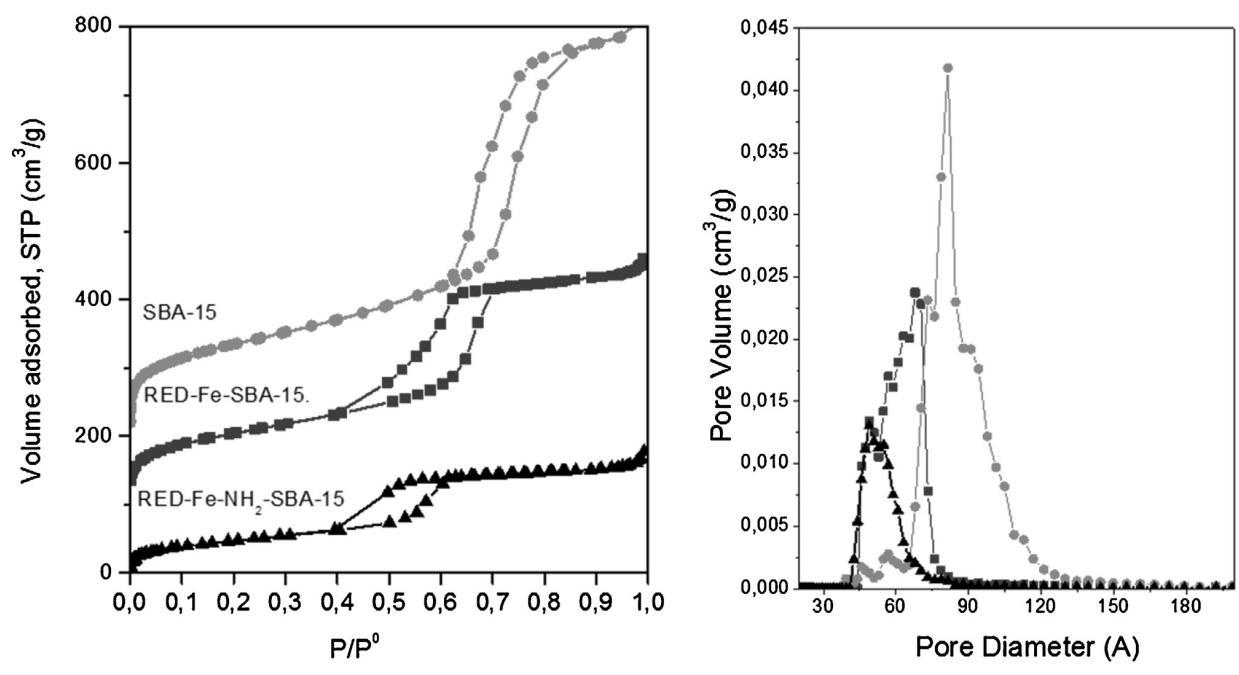 Volume adsorbed, STP (cm³/g)
800
600
400
200
0
SBA-15
RED-Fe-SBA-15.
RED-Fe-NH₂-SBA-15
0,0 0,1 0,2 0,3 0,4 0,5 0,6 0,7 0,8 0,9 1,0
P/P⁰
Pore Volume (cm³/g)
0,045
0,040
0,035
0,030
0,025
0,020
0,015
0,010
0,005
0,000
30 60 90 120 150 180
Pore Diameter (A)